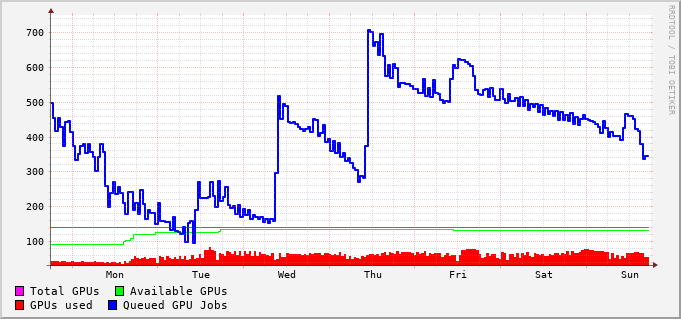 700
600
500
400
300
200
100
Mon Tue Wed Thu Fri Sat Sun
Total GPUs Available GPUs
GPUs used Queued GPU Jobs
RRDTOOL / TOBI OETIKER